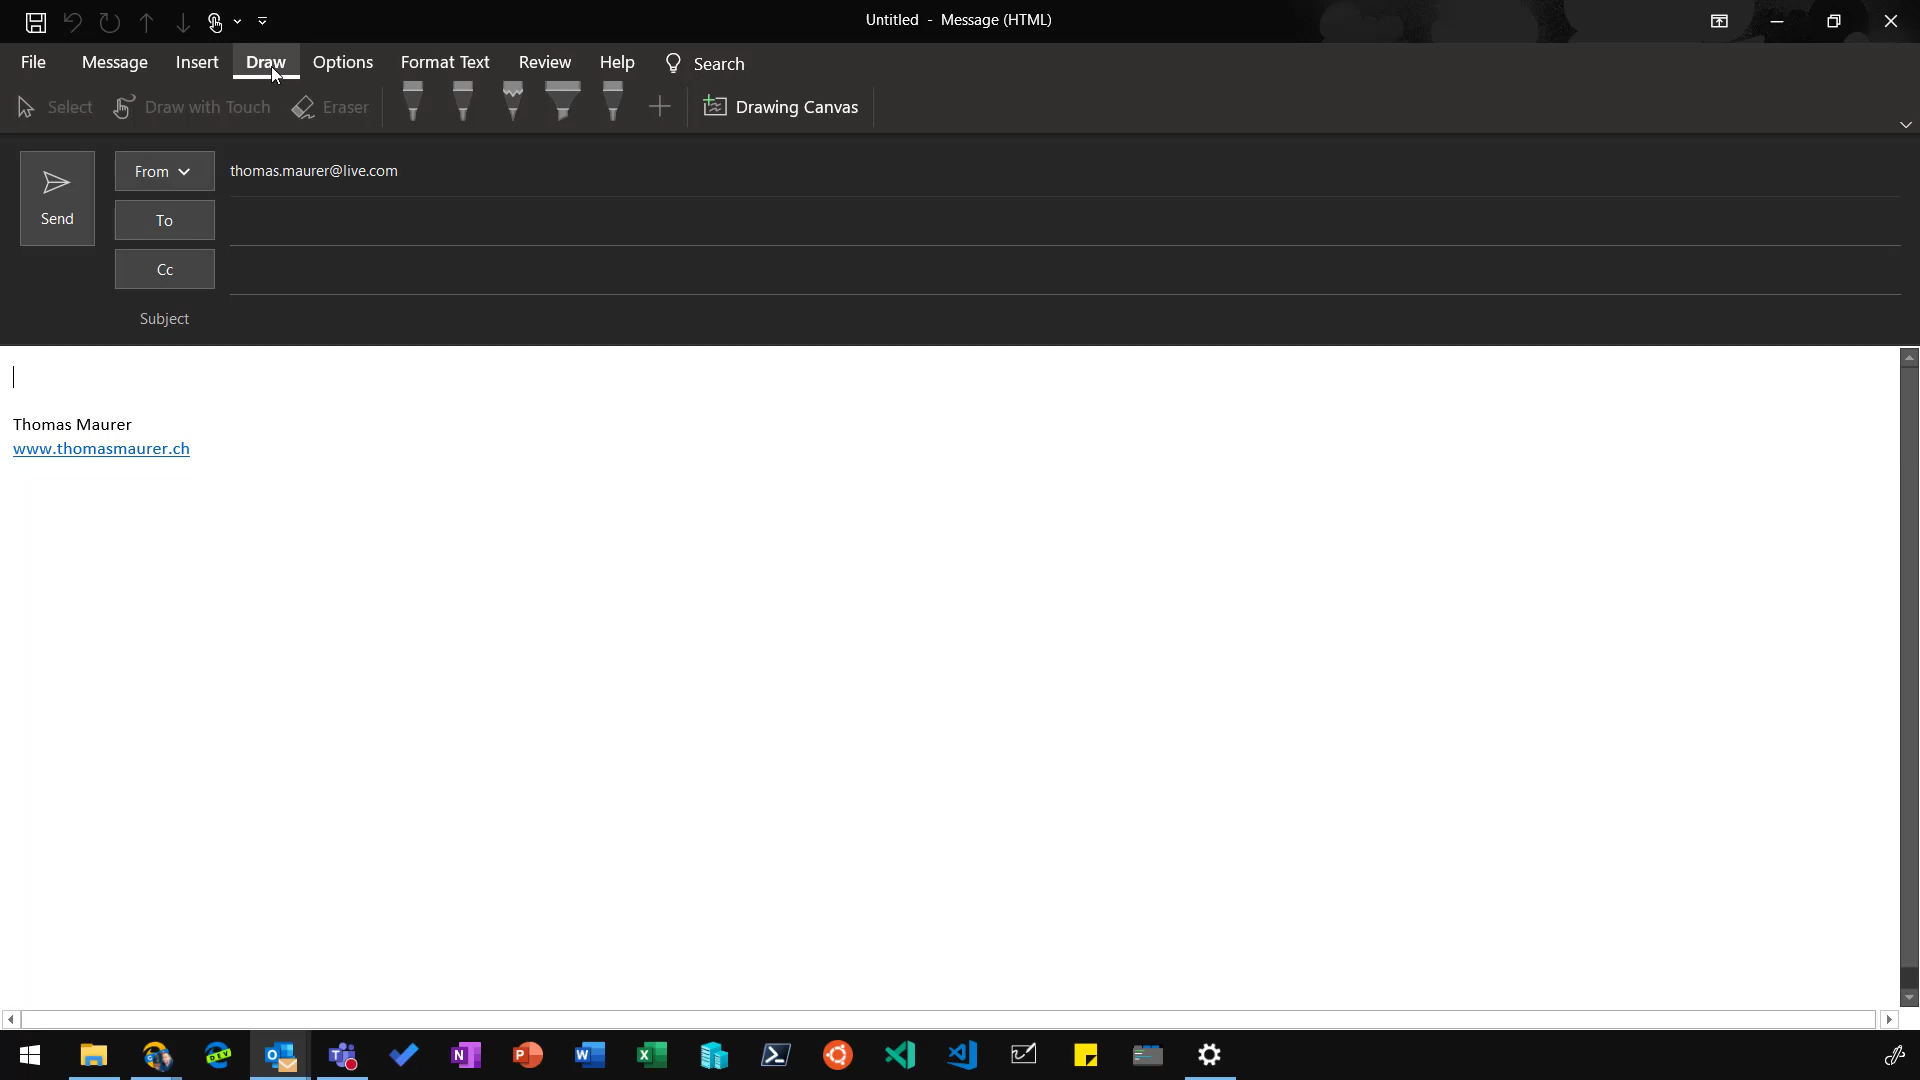 Untitled - Message (HTML)
File Message Insert Draw Options Format Text Review Help Search
Select Draw with Touch Eraser Drawing Canvas
Send
From thomas.maurer@live.com
To
Cc
Subject
Thomas Maurer
www.thomasmaurer.ch